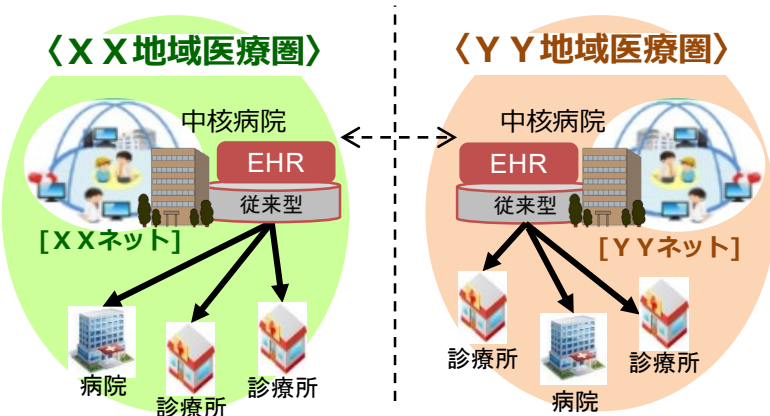 〈ＸＸ地域医療圏〉
中核病院
EHR
従来型
[ＸＸネット]
病院
診療所
診療所
〈ＹＹ地域医療圏〉
中核病院
EHR
従来型
[ＹＹネット]
診療所
病院
診療所